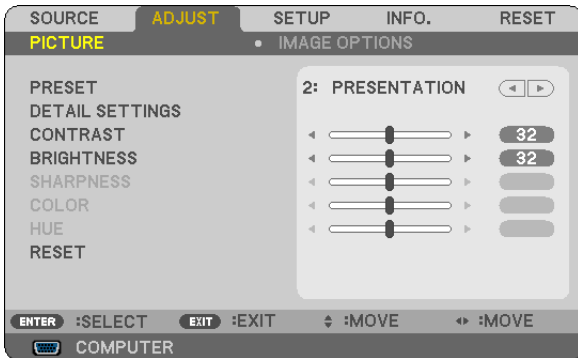 SOURCE ADJUST SETUP INFO. RESET
PICTURE • IMAGE OPTIONS
PRESET 2: PRESENTATION
DETAIL SETTINGS
CONTRAST 32
BRIGHTNESS 32
SHARPNESS
COLOR
HUE
RESET
ENTER :SELECT EXIT :EXIT :MOVE :MOVE
COMPUTER